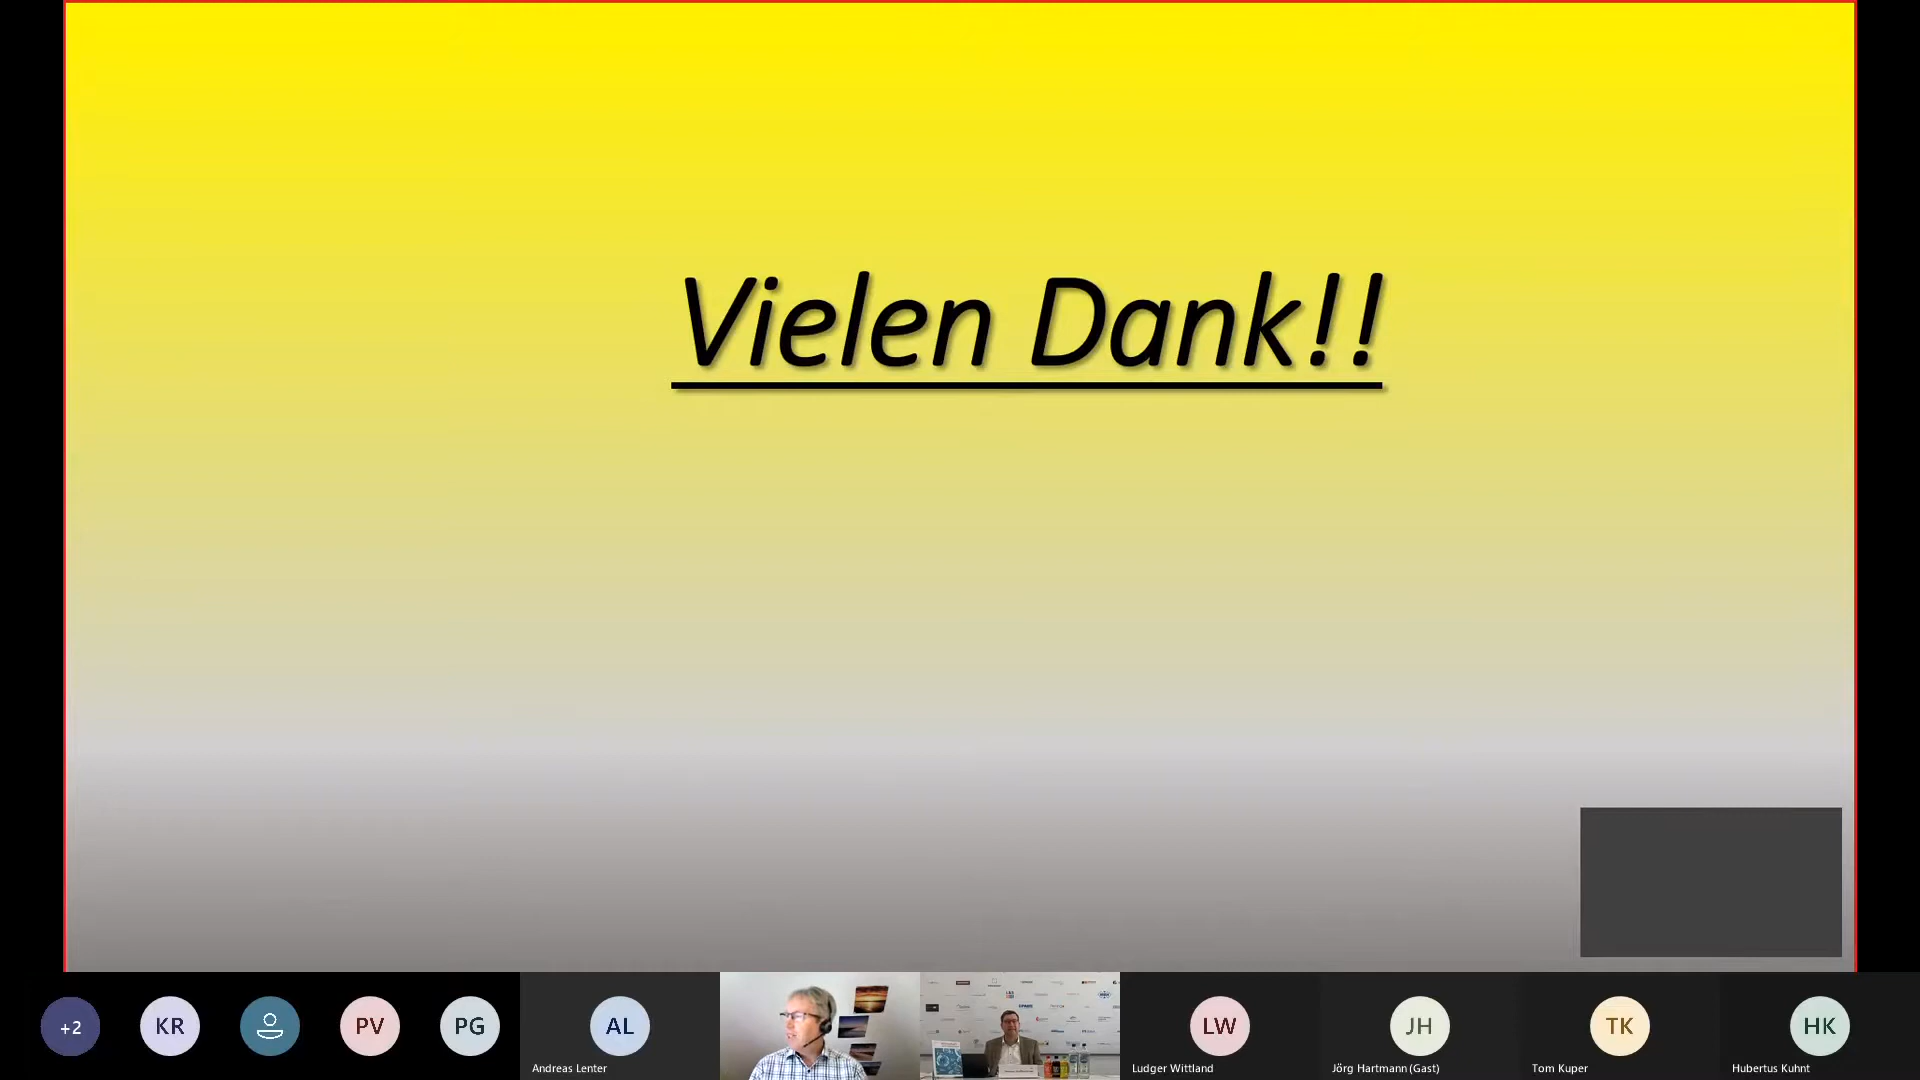 Vielen Dank!!
+2
KR
PV
PG
AL
Andreas Lenter
LW
Ludger Wittland
JH
Jörg Hartmann (Gast)
TK
Tom Kuper
HK
Hubertus Kuhnt